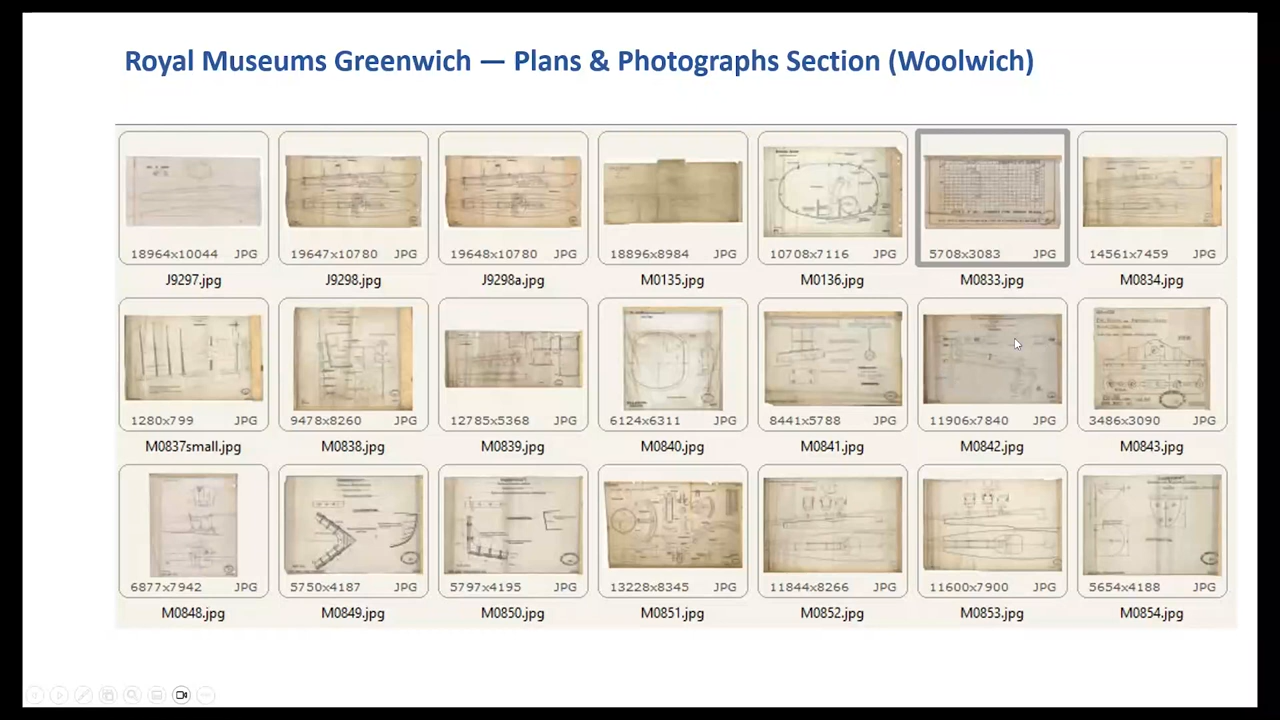 Royal Museums Greenwich — Plans & Photographs Section (Woolwich)
18964x10044 JPG 19647x10780 JPG 19648x10780 JPG 18896x8984 JPG 10708x7116 JPG 5708x3083 JPG 14561x7459 JPG
J9297.jpg J9298.jpg J9298a.jpg M0135.jpg M0136.jpg M0833.jpg M0834.jpg
1280x799 JPG 9478x8260 JPG 12785x5368 JPG 6124x6311 JPG 8441x5788 JPG 11906x7840 JPG 3486x3090 JPG
M0837small.jpg M0838.jpg M0839.jpg M0840.jpg M0841.jpg M0842.jpg M0843.jpg
6877x7942 JPG 5750x4187 JPG 5797x4195 JPG 13228x8345 JPG 11844x8266 JPG 11600x7900 JPG 5654x4188 JPG
M0848.jpg M0849.jpg M0850.jpg M0851.jpg M0852.jpg M0853.jpg M0854.jpg